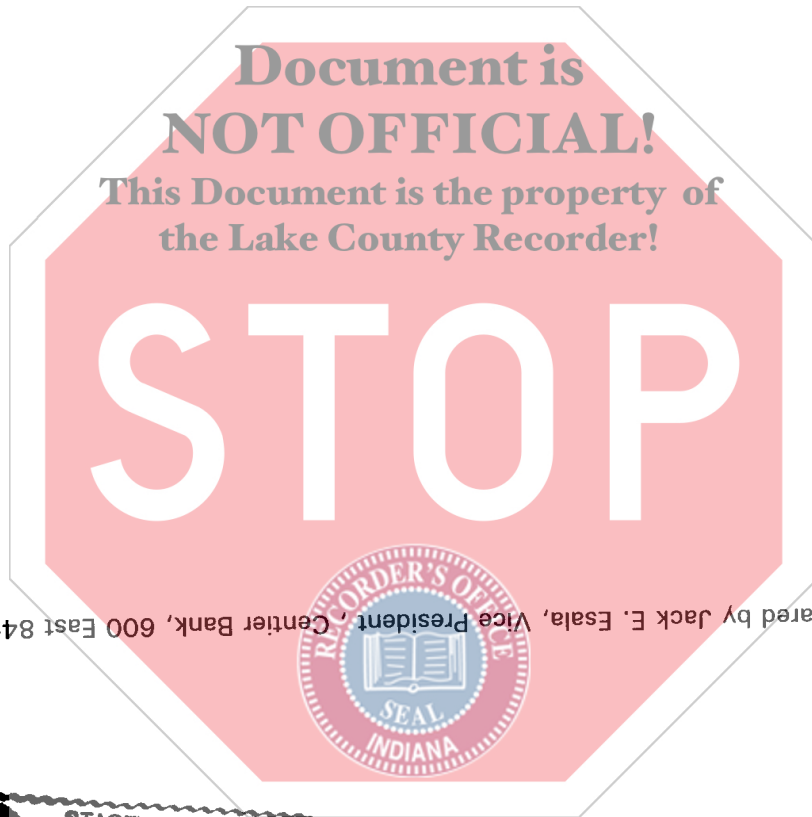 Document is
NOT OFFICIAL!
This Document is the property of
the Lake County Recorder!
STOP
ared by Jack E. Esala, Vice President, Centier Bank, 600 East 84
RECORDER'S OFFICE
SEAL
INDIANA